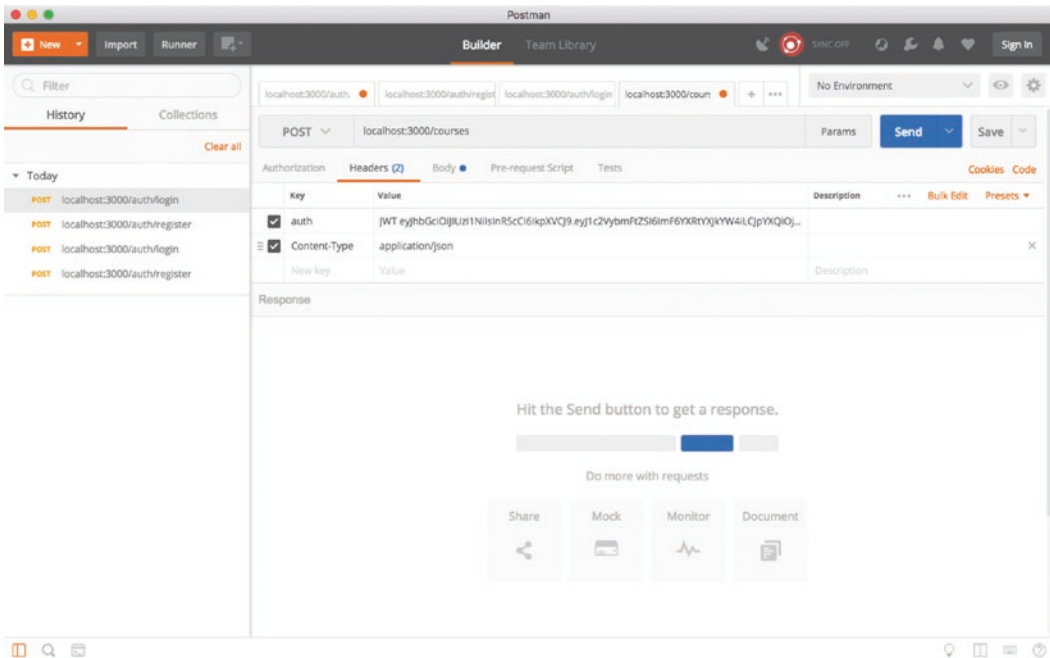 Postman
New Import Runner Builder Team Library SYNC OFF Sign In
Filter
History Collections
Clear all
Today
POST localhost:3000/auth/login
POST localhost:3000/auth/register
POST localhost:3000/auth/login
POST localhost:3000/auth/register
localhost:3000/auth localhost:3000/auth/regist localhost:3000/auth/login localhost:3000/cour + No Environment
POST localhost:3000/courses Params Send Save
Authorization Headers (2) Body Pre-request Script Tests Cookies Code
Key Value Description Bulk Edit Presets
auth JWT
Content-Type application/json
New key Value Description
Response
Hit the Send button to get a response.
Do more with requests
Share Mock Monitor Document